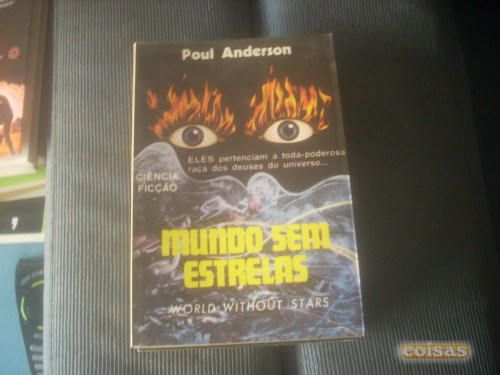 Poul Anderson
ELES pertenciam a toda-poderosa
raça dos deuses do universo...
CIÊNCIA
FICÇÃO
MUNDO SEM
ESTRELAS
WORLD WITHOUT STARS
coisas